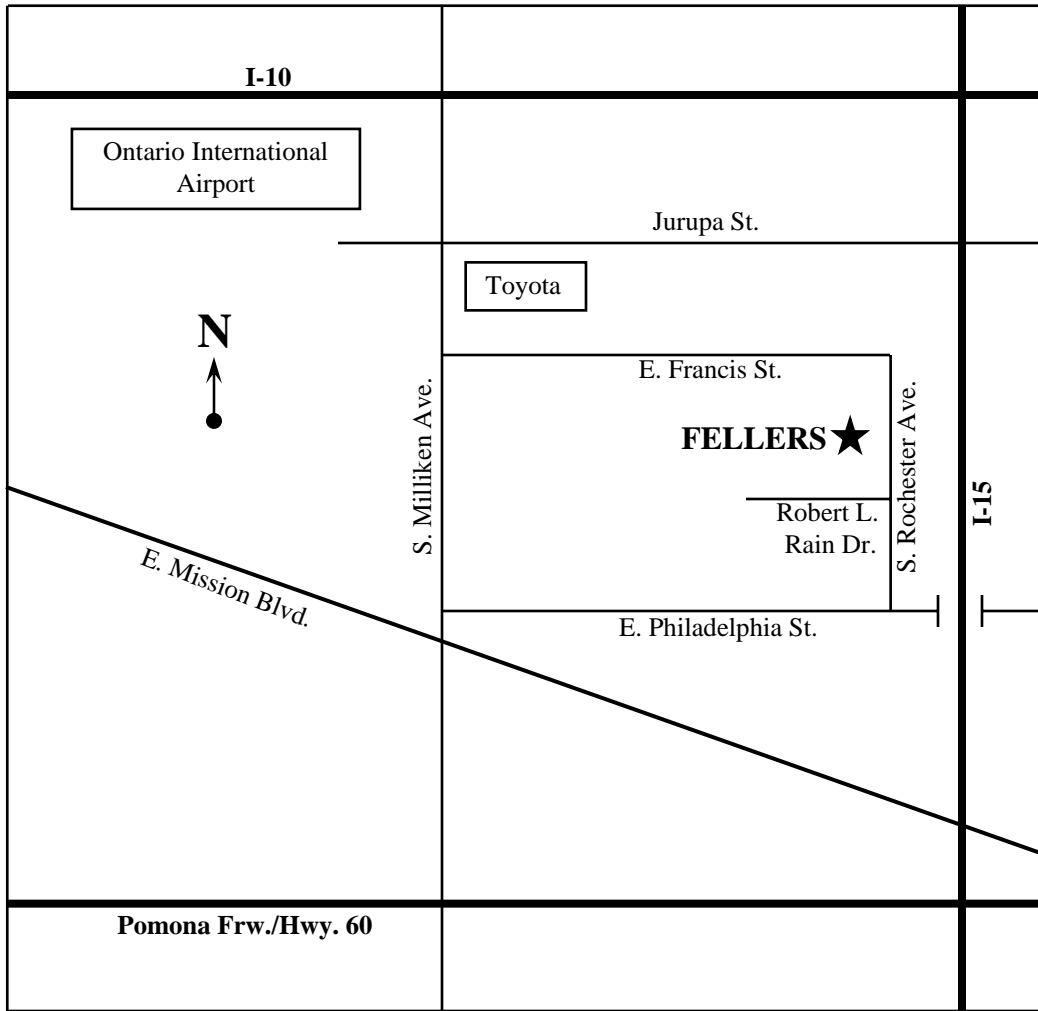 I-10
Ontario International
Airport
Jurupa St.
Toyota
N
E. Francis St.
S. Milliken Ave.
FELLERS
S. Rochester Ave.
I-15
Robert L.
Rain Dr.
E. Mission Blvd.
E. Philadelphia St.
Pomona Frw./Hwy. 60